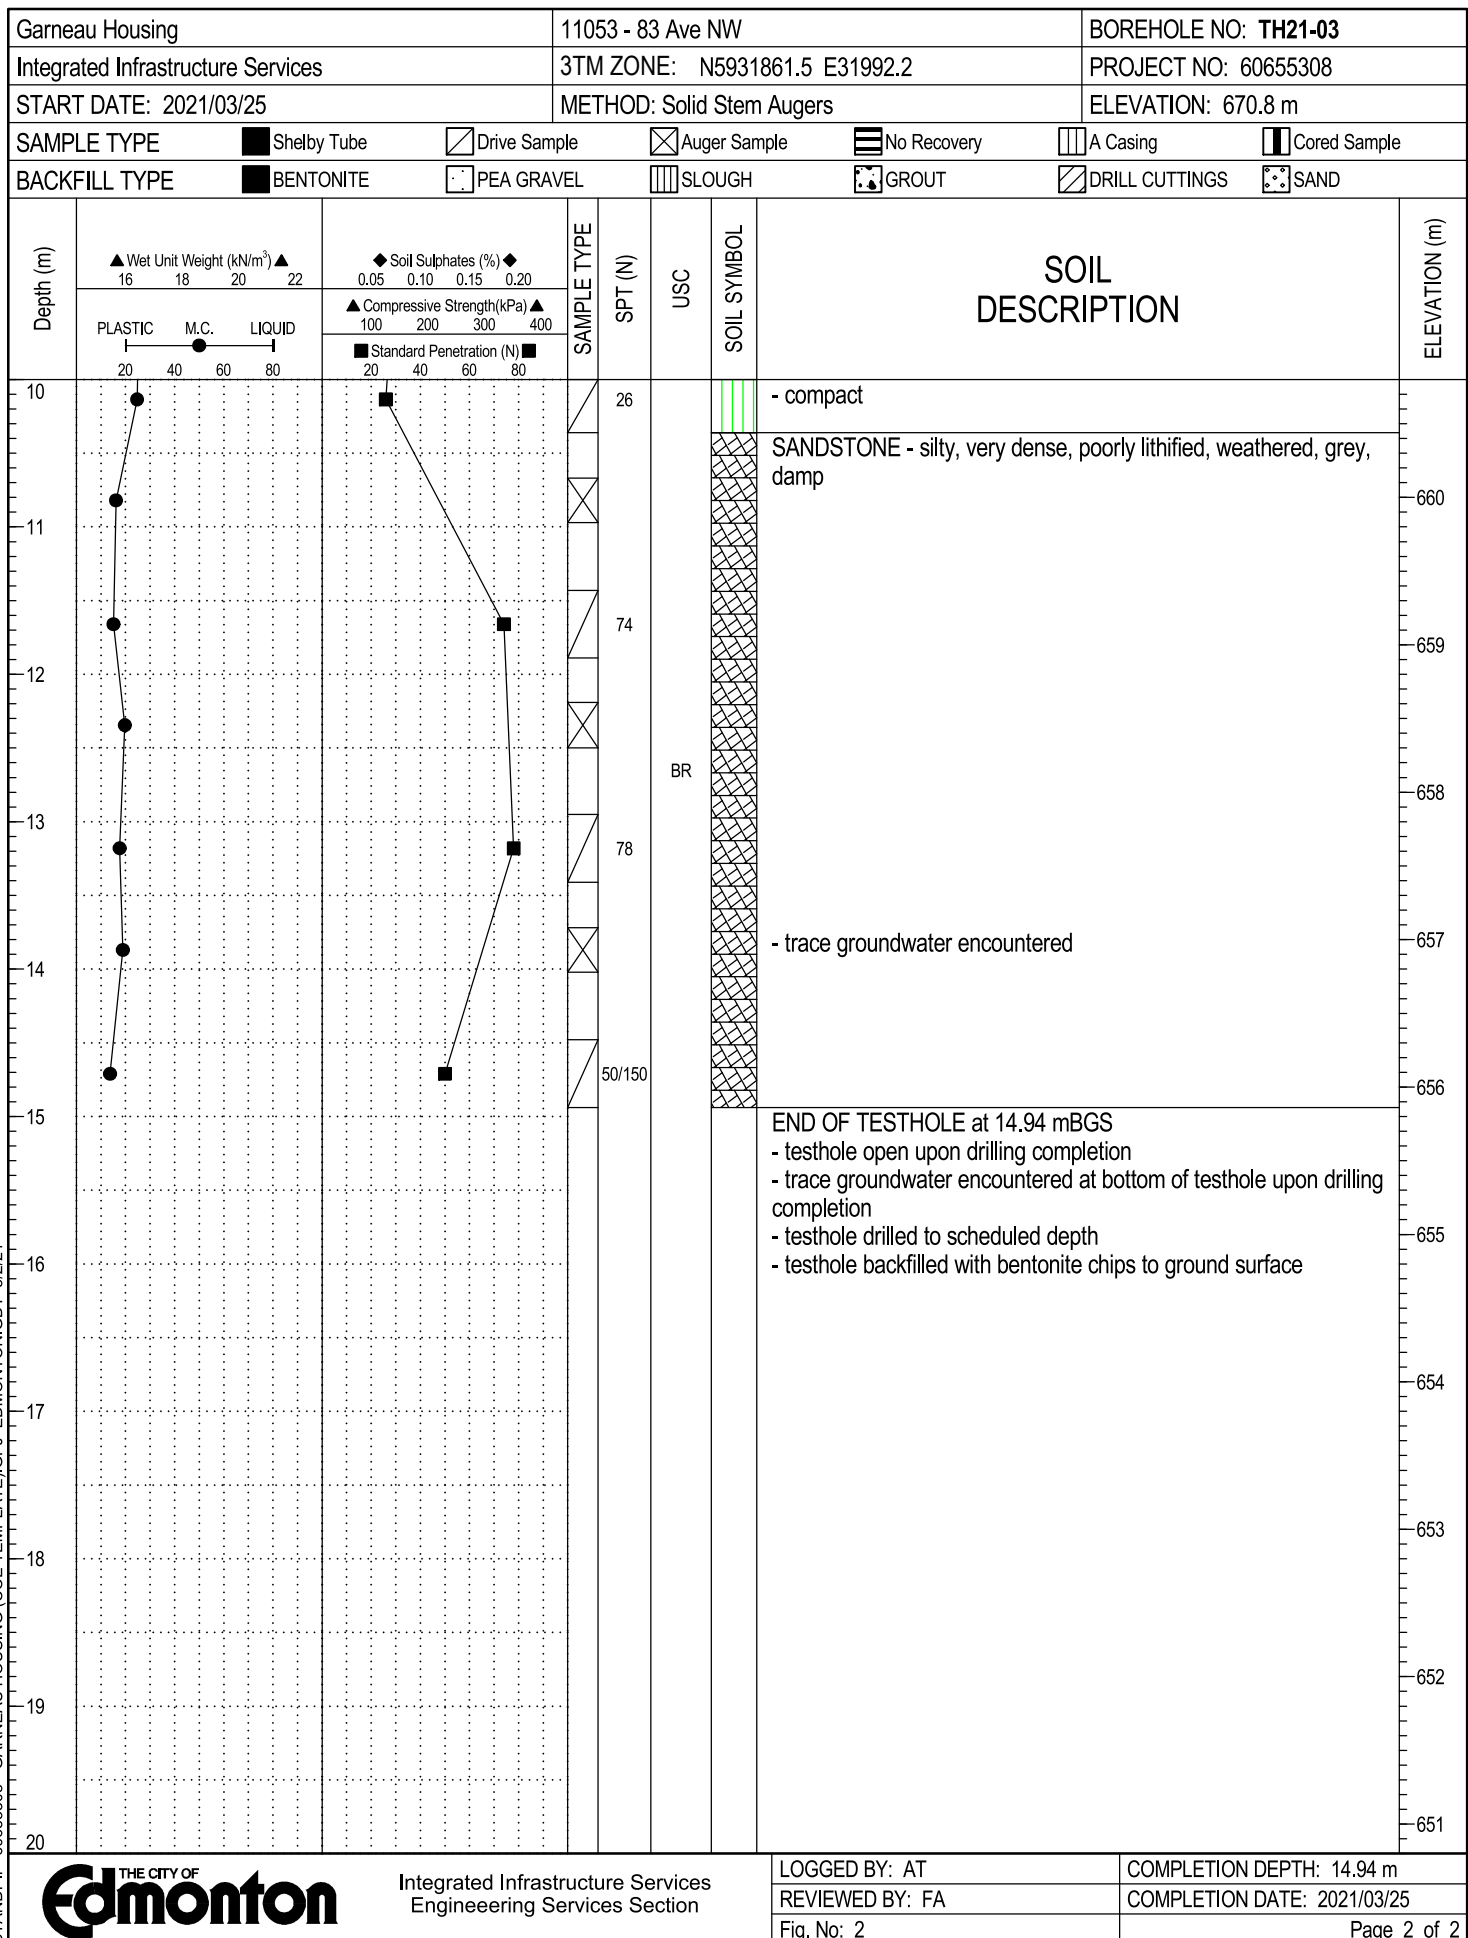 Garneau Housing 11053 - 83 Ave NW BOREHOLE NO: TH21-03
Integrated Infrastructure Services 3TM ZONE: N5931861.5 E31992.2 PROJECT NO: 60655308
START DATE: 2021/03/25 METHOD: Solid Stem Augers ELEVATION: 670.8 m
SAMPLE TYPE Shelby Tube Drive Sample Auger Sample No Recovery A Casing Cored Sample
BACKFILL TYPE BENTONITE PEA GRAVEL SLOUGH GROUT DRILL CUTTINGS SAND
Depth (m)
▲ Wet Unit Weight (kN/m³) ▲
16 18 20 22
PLASTIC M.C. LIQUID
20 40 60 80
◆ Soil Sulphates (%) ◆
0.05 0.10 0.15 0.20
▲ Compressive Strength(kPa) ▲
100 200 300 400
■ Standard Penetration (N) ■
20 40 60 80
SAMPLE TYPE
SPT (N)
USC
SOIL SYMBOL
SOIL
DESCRIPTION
ELEVATION (m)
10
26
- compact
SANDSTONE - silty, very dense, poorly lithified, weathered, grey,
damp
660
11
74
659
12
BR
658
13
78
- trace groundwater encountered
657
14
50/150
656
15
END OF TESTHOLE at 14.94 mBGS
- testhole open upon drilling completion
- trace groundwater encountered at bottom of testhole upon drilling
completion
- testhole drilled to scheduled depth
- testhole backfilled with bentonite chips to ground surface
655
16
654
17
653
18
652
19
651
20
THE CITY OF
Edmonton
Integrated Infrastructure Services
Engineeering Services Section
LOGGED BY: AT COMPLETION DEPTH: 14.94 m
REVIEWED BY: FA COMPLETION DATE: 2021/03/25
Fig. No: 2 Page 2 of 2